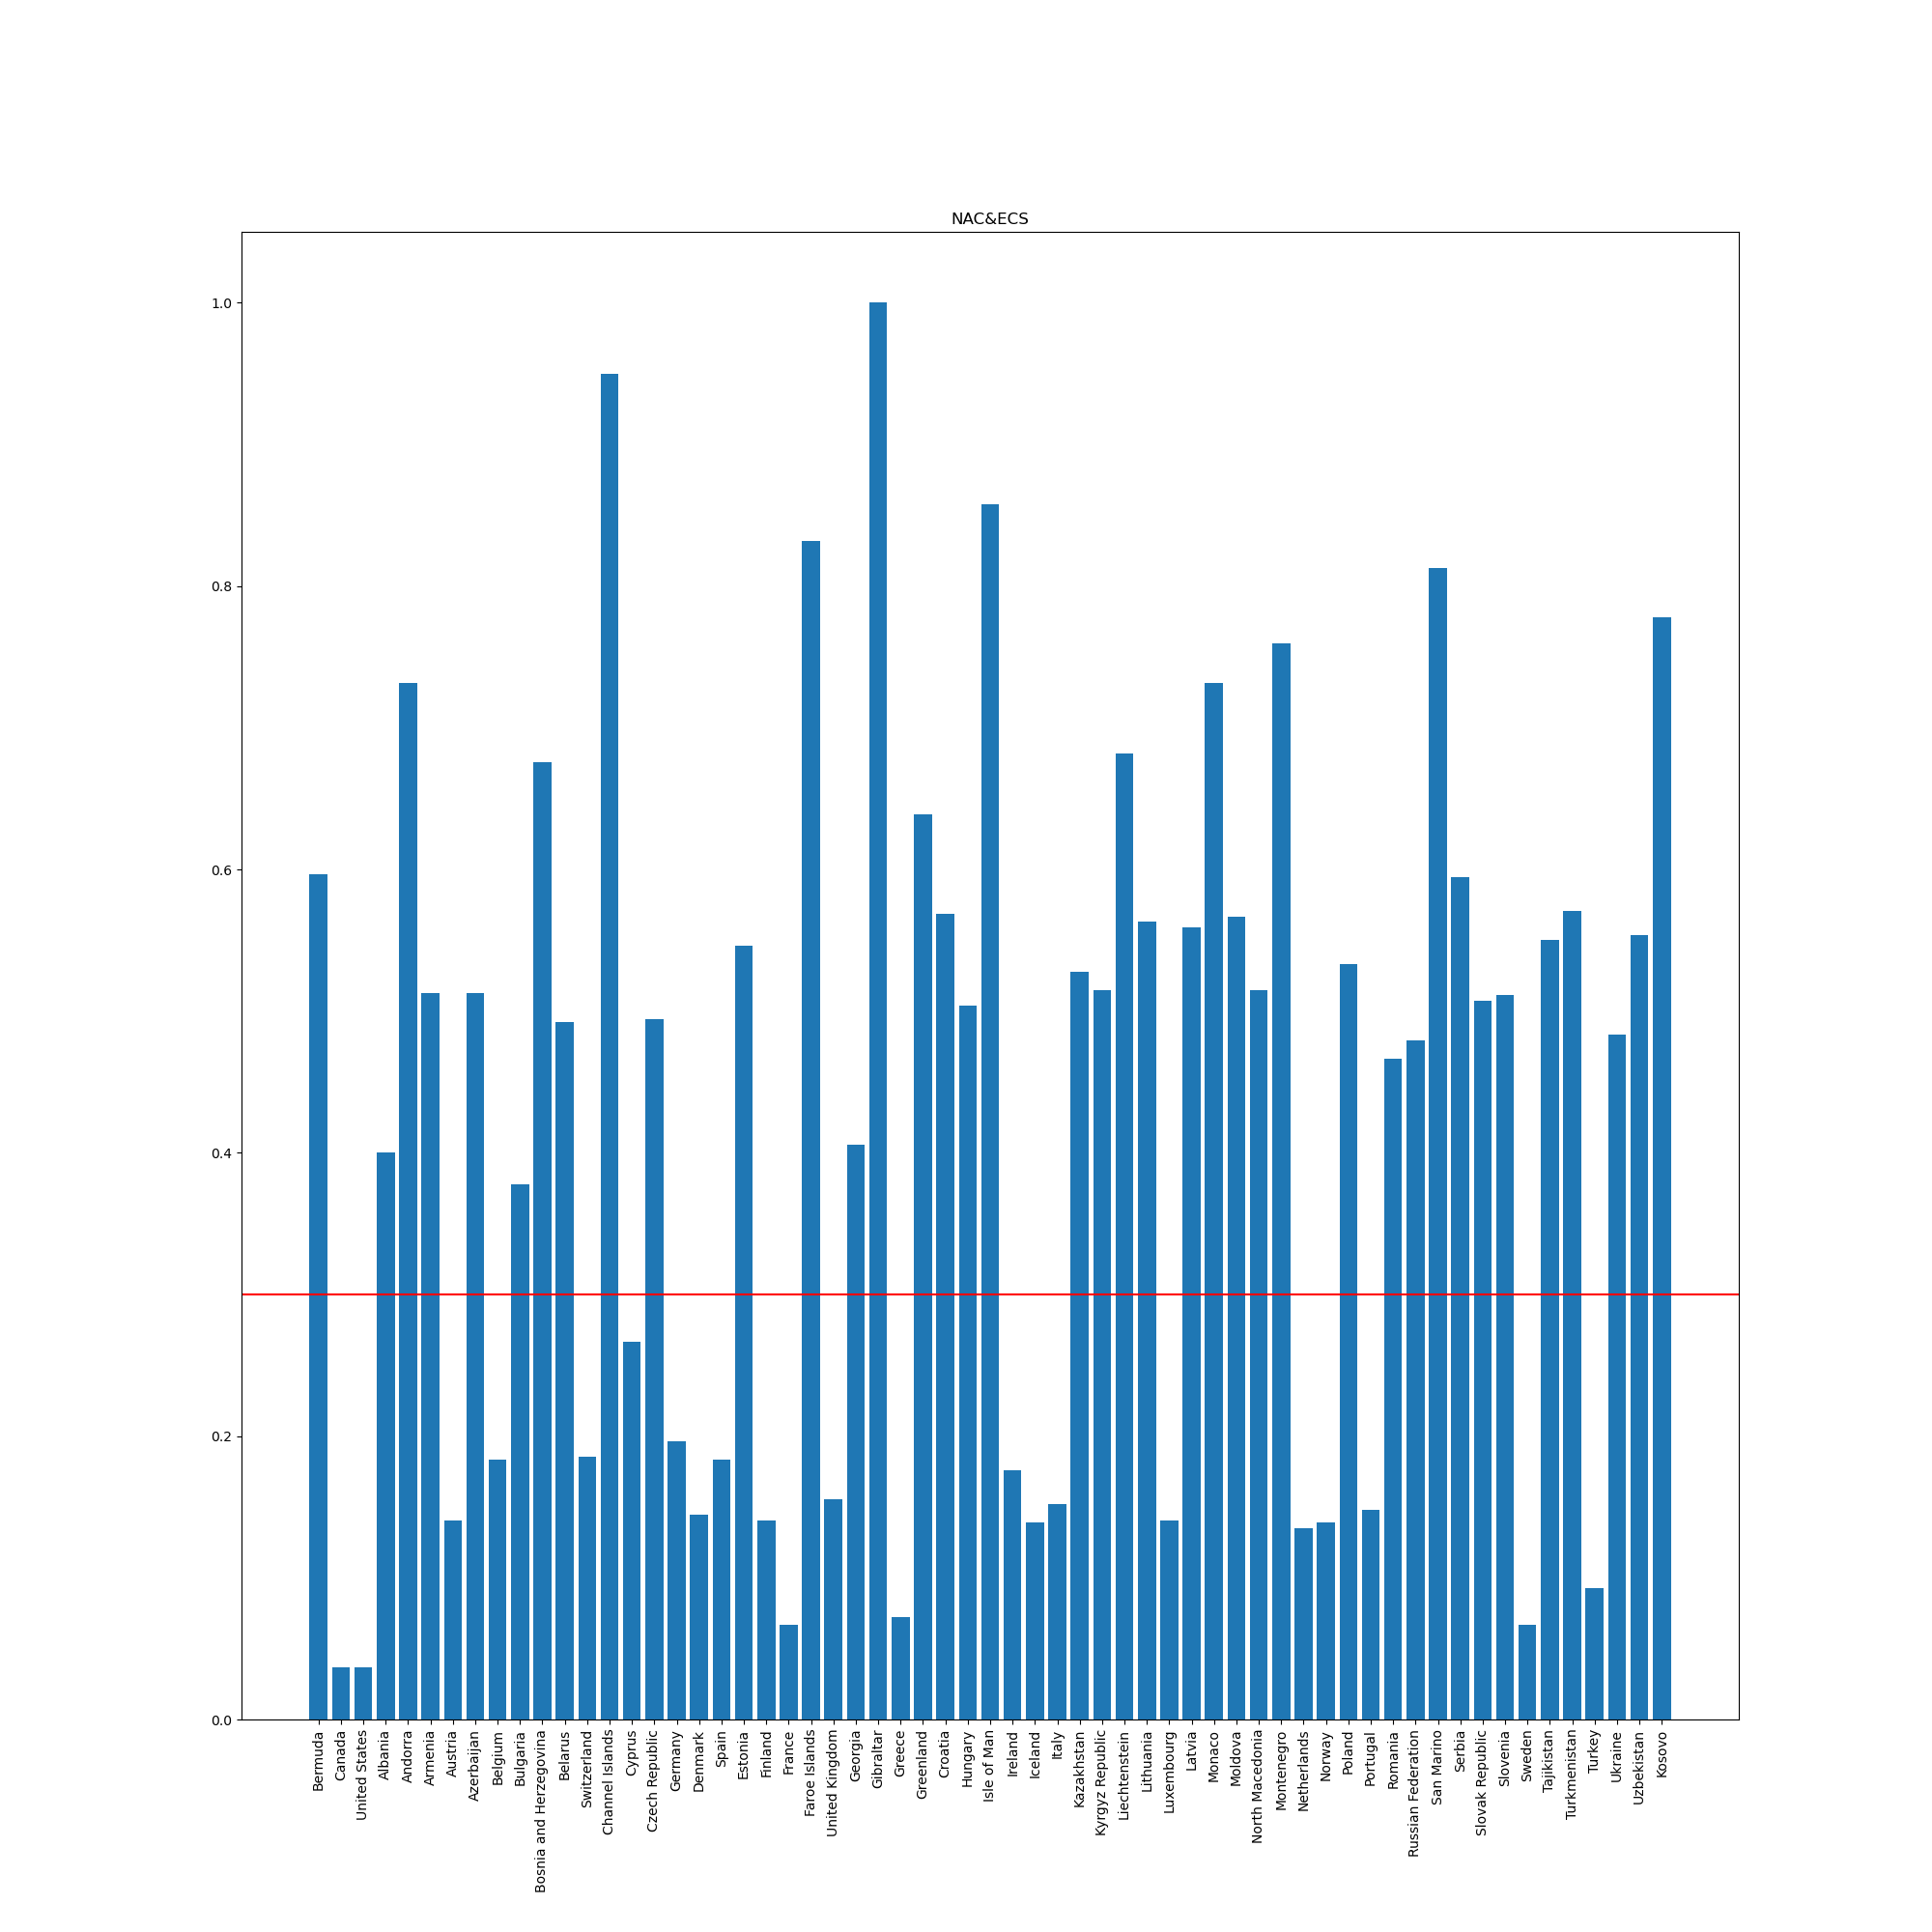 NAC&ECS
1.0
0.8
0.6
0.4
0.2
0.0
Bermuda
Canada
United States
Albania
Andorra
Armenia
Austria
Azerbaijan
Belgium
Bulgaria
Bosnia and Herzegovina
Belarus
Switzerland
Channel Islands
Cyprus
Czech Republic
Germany
Denmark
Spain
Estonia
Finland
France
Faroe Islands
United Kingdom
Georgia
Gibraltar
Greece
Greenland
Croatia
Hungary
Isle of Man
Ireland
Iceland
Italy
Kazakhstan
Kyrgyz Republic
Liechtenstein
Lithuania
Luxembourg
Latvia
Monaco
Moldova
North Macedonia
Montenegro
Netherlands
Norway
Poland
Portugal
Romania
Russian Federation
San Marino
Serbia
Slovak Republic
Slovenia
Sweden
Tajikistan
Turkmenistan
Turkey
Ukraine
Uzbekistan
Kosovo